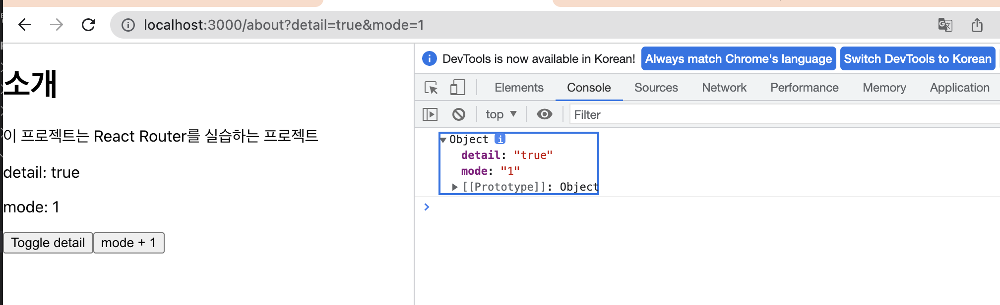 localhost:3000/about?detail=true&mode=1
소개
이 프로젝트는 React Router를 실습하는 프로젝트
detail: true
mode: 1
Toggle detail mode + 1
DevTools is now available in Korean! Always match Chrome's language Switch DevTools to Korean
Elements Console Sources Network Performance Memory Application
top Filter
Object
detail: "true"
mode: "1"
[[Prototype]]: Object